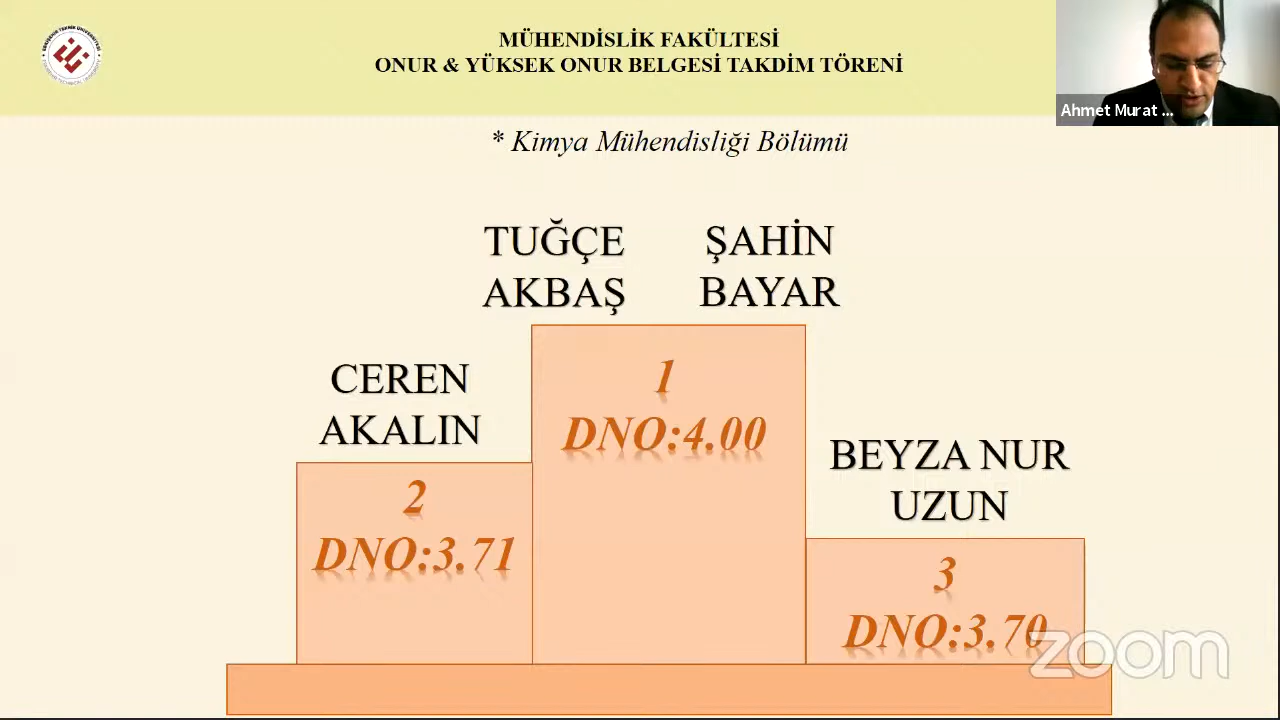 MÜHENDİSLİK FAKÜLTESİ
ONUR & YÜKSEK ONUR BELGESİ TAKDİM TÖRENİ
Ahmet Murat ...
* Kimya Mühendisliği Bölümü
TUĞÇE
AKBAŞ
ŞAHİN
BAYAR
1
DNO:4.00
CEREN
AKALIN
2
DNO:3.71
BEYZA NUR
UZUN
3
DNO:3.70
zoom